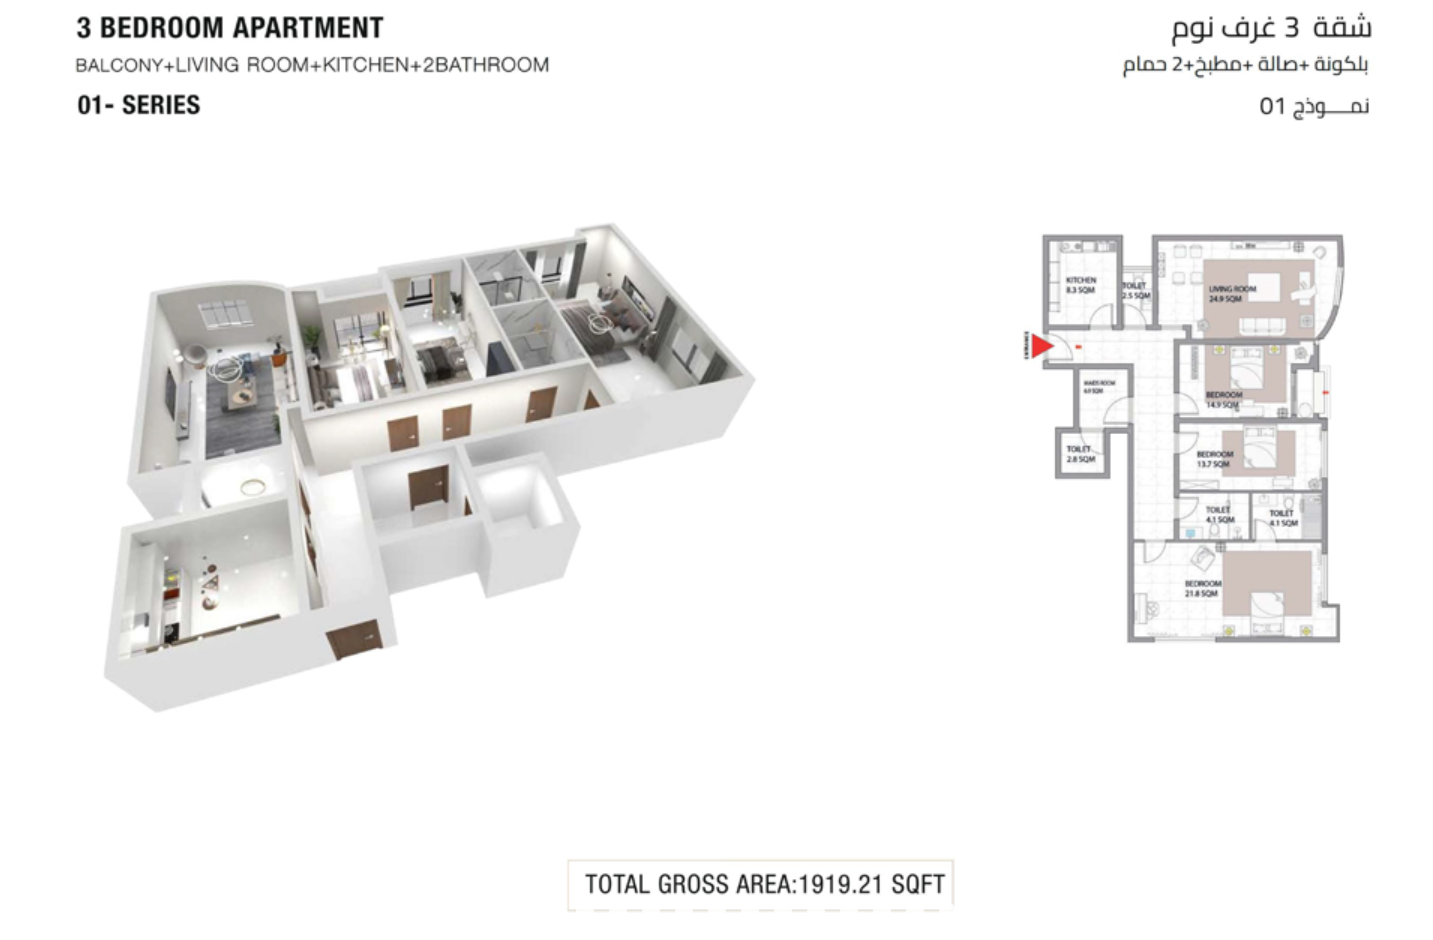 3 BEDROOM APARTMENT
BALCONY+LIVING ROOM+KITCHEN+2BATHROOM
01- SERIES
شقة 3 غرف نوم
بلكونة +صالة +مطبخ+2 حمام
نمـــوذج 01
KITCHEN
8.3 SQM
TOILET
2.5 SQM
LIVING ROOM
24.9 SQM
ENTRANCE
MAIDS ROOM
6.0 SQM
BEDROOM
14.9 SQM
TOILET
2.8 SQM
BEDROOM
13.7 SQM
TOILET
4.1 SQM
TOILET
4.1 SQM
BEDROOM
21.8 SQM
TOTAL GROSS AREA:1919.21 SQFT